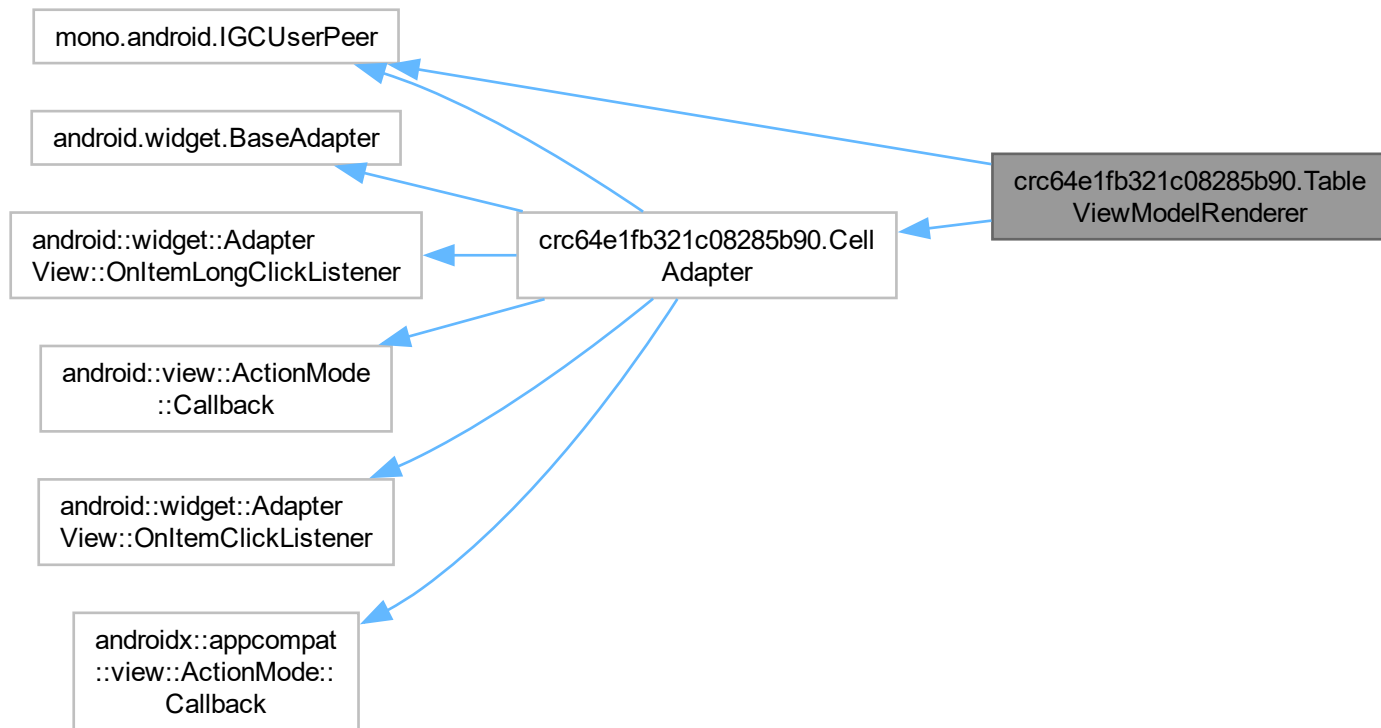 mono.android.IGCUserPeer
android.widget.BaseAdapter
android::widget::Adapter
View::OnItemLongClickListener
android::view::ActionMode
::Callback
android::widget::Adapter
View::OnItemClickListener
androidx::appcompat
::view::ActionMode::
Callback
crc64e1fb321c08285b90.Cell
Adapter
crc64e1fb321c08285b90.Table
ViewModelRenderer